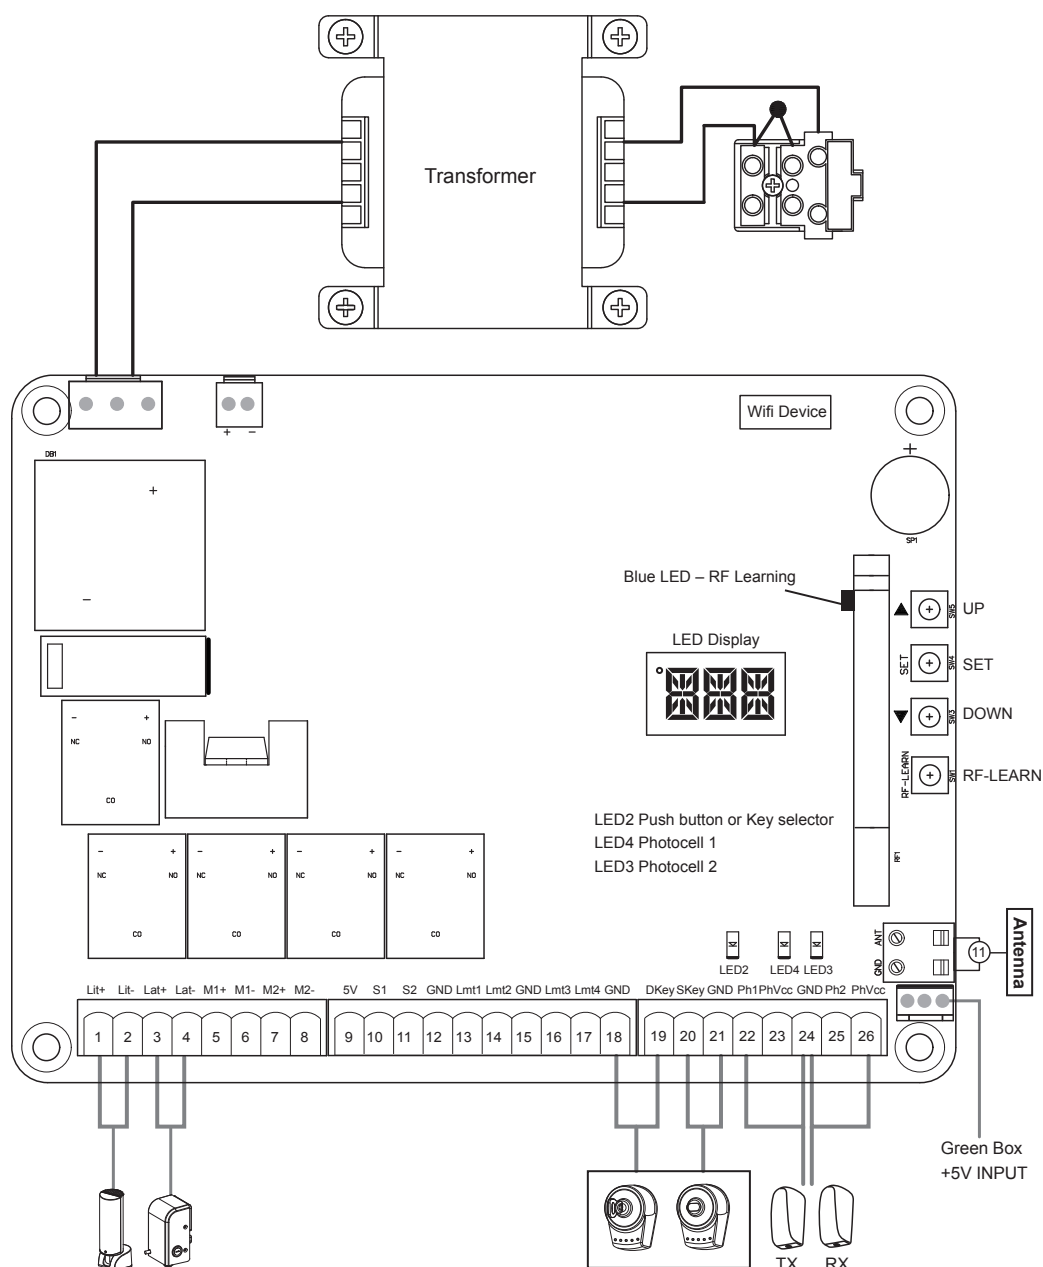 Transformer
Wifi Device
+ −
DB1
+
−
+
SP1
Blue LED – RF Learning
UP
SW5
LED Display
SET
SW4
SET
DOWN
SW3
RF-LEARN
SW1
RF-LEARN
− +
NC NO
CO
LED2 Push button or Key selector
LED4 Photocell 1
LED3 Photocell 2
RF1
− + − + − + − +
NC NO NC NO NC NO NC NO
CO CO CO CO
ANT
GND
11
Antenna
LED2 LED4 LED3
Lit+ Lit- Lat+ Lat- M1+ M1- M2+ M2- 5V S1 S2 GND Lmt1 Lmt2 GND Lmt3 Lmt4 GND DKey SKey GND Ph1 PhVcc GND Ph2 PhVcc
1 2 3 4 5 6 7 8 9 10 11 12 13 14 15 16 17 18 19 20 21 22 23 24 25 26
Green Box
+5V INPUT
TX RX